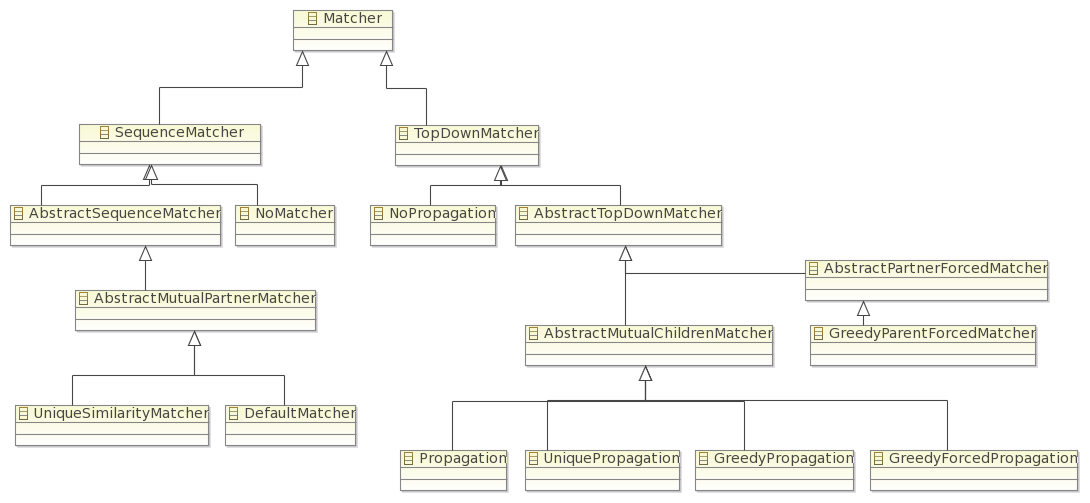 Matcher
SequenceMatcher
TopDownMatcher
AbstractSequenceMatcher
NoMatcher
NoPropagation
AbstractTopDownMatcher
AbstractPartnerForcedMatcher
AbstractMutualPartnerMatcher
AbstractMutualChildrenMatcher
GreedyParentForcedMatcher
UniqueSimilarityMatcher
DefaultMatcher
Propagation
UniquePropagation
GreedyPropagation
GreedyForcedPropagation